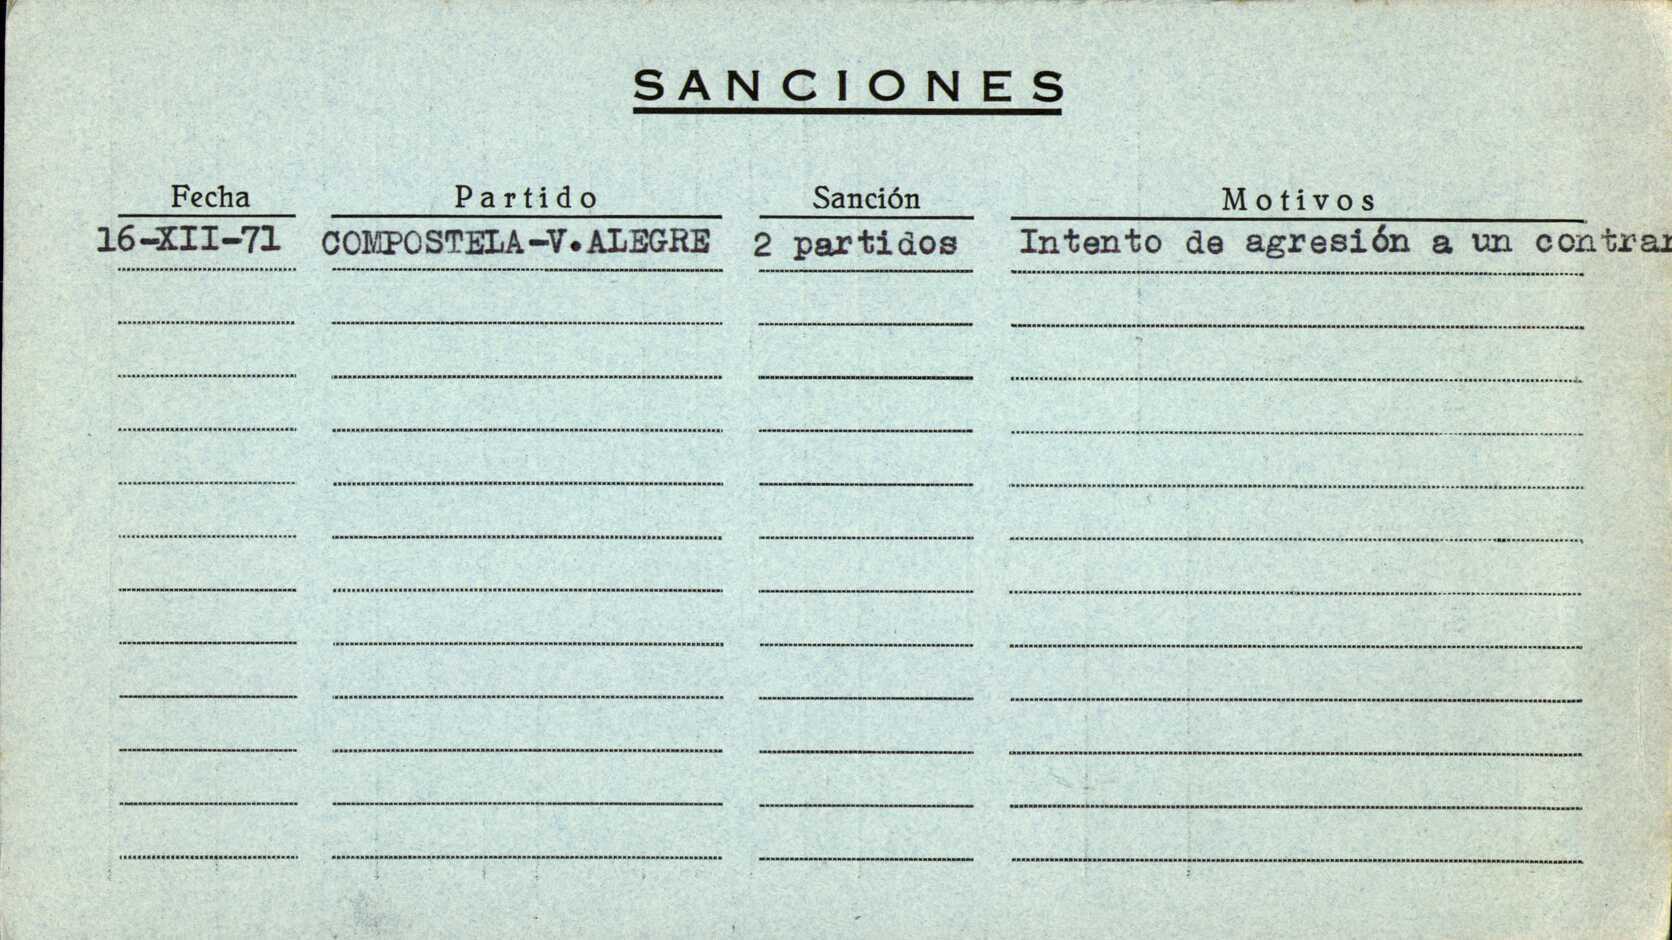 SANCIONES
Fecha Partido Sanción Motivos
16-XII-71 COMPOSTELA-V.ALEGRE 2 partidos Intento de agresión a un contrar